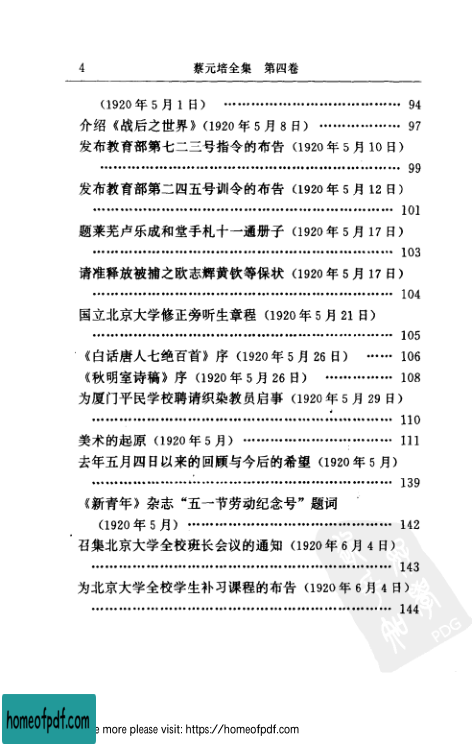 4 蔡元培全集 第四卷
(1920年5月1日) …………………………………… 94
介绍《战后之世界》(1920年5月8日) ……………… 97
发布教育部第七二三号指令的布告 (1920年5月10日)
…………………………………………………………… 99
发布教育部第二四五号训令的布告 (1920年5月12日)
…………………………………………………………… 101
题莱芜卢乐成和堂手札十一通册子 (1920年5月17日)
…………………………………………………………… 103
请准释放被捕之欧志辉黄钦等保状 (1920年5月17日)
…………………………………………………………… 104
国立北京大学修正旁听生章程 (1920年5月21日)
…………………………………………………………… 105
《白话唐人七绝百首》序 (1920年5月26日) …… 106
《秋明室诗稿》序 (1920年5月26日) …………… 108
为厦门平民学校聘请织染教员启事 (1920年5月29日)
…………………………………………………………… 110
美术的起原 (1920年5月) ……………………………… 111
去年五月四日以来的回顾与今后的希望 (1920年5月)
…………………………………………………………… 139
《新青年》杂志“五一节劳动纪念号”题词
(1920年5月) ………………………………………… 142
召集北京大学全校班长会议的通知 (1920年6月4日)
…………………………………………………………… 143
为北京大学全校学生补习课程的布告 (1920年6月4日)
…………………………………………………………… 144
PDG
homeofpdf.com
e more please visit: https://homeofpdf.com